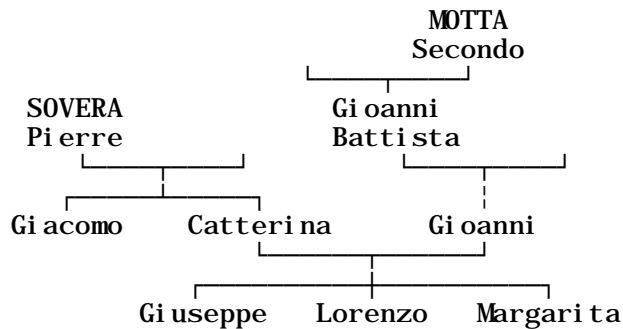 MOTTA
Secondo
SOVERA Gioanni
Pierre Battista
Giacomo Catterina Gioanni
Giuseppe Lorenzo Margarita